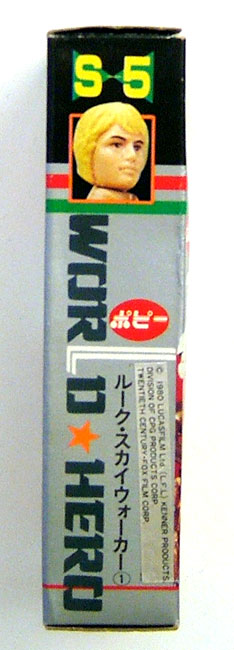 S-5
WORLD★HERO
ポピー
ルーク・スカイウォーカー①
© 1980 LUCASFILM Ltd. (L.F.L.) KENNER PRODUCTS
DIVISION OF CPG PRODUCTS CORP
TWENTIETH CENTURY-FOX FILM CORP.